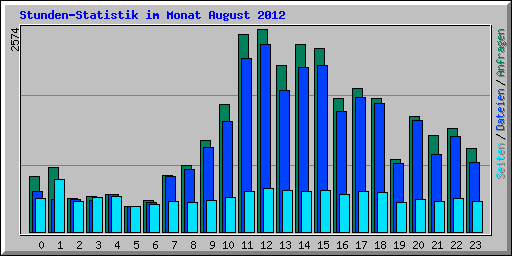 Stunden-Statistik im Monat August 2012
2574
Seiten/Dateien/Anfragen
0 1 2 3 4 5 6 7 8 9 10 11 12 13 14 15 16 17 18 19 20 21 22 23